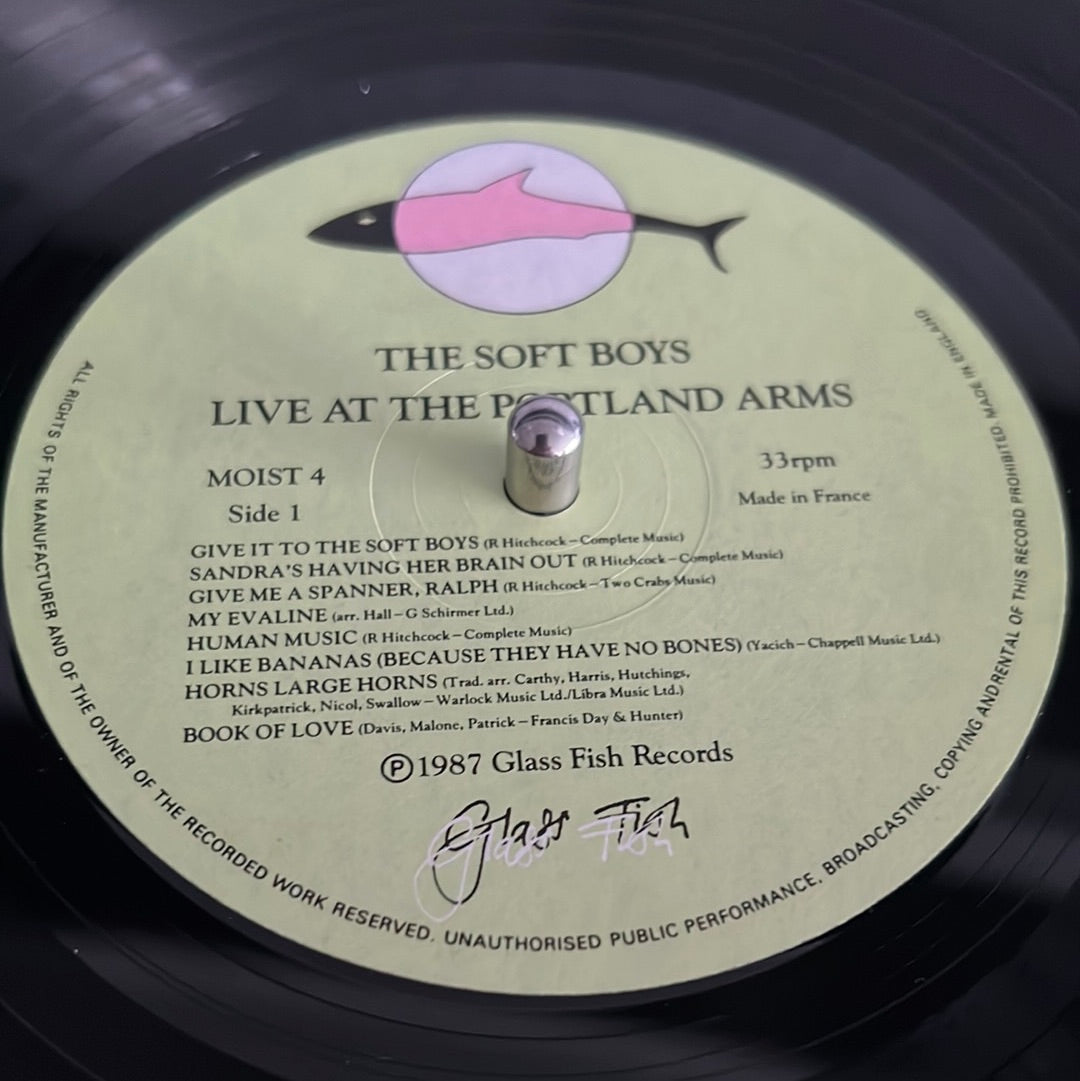 THE SOFT BOYS
LIVE AT THE PORTLAND ARMS
MOIST 4
Side 1
33rpm
Made in France
GIVE IT TO THE SOFT BOYS (R Hitchcock–Complete Music)
SANDRA'S HAVING HER BRAIN OUT (R Hitchcock–Complete Music)
GIVE ME A SPANNER, RALPH (R Hitchcock–Two Crabs Music)
MY EVALINE (arr. Hall–G Schirmer Ltd.)
HUMAN MUSIC (R Hitchcock–Complete Music)
I LIKE BANANAS (BECAUSE THEY HAVE NO BONES) (Yacich–Chappell Music Ltd.)
HORNS LARGE HORNS (Trad. arr. Carthy, Harris, Hutchings,
Kirkpatrick, Nicol, Swallow–Warlock Music Ltd./Libra Music Ltd.)
BOOK OF LOVE (Davis, Malone, Patrick–Francis Day & Hunter)
Ⓟ1987 Glass Fish Records
Glass Fish
Glass Fish
ALL RIGHTS OF THE MANUFACTURER AND OF THE OWNER OF THE RECORDED WORK RESERVED. UNAUTHORISED PUBLIC PERFORMANCE, BROADCASTING, COPYING AND RENTAL OF THIS RECORD PROHIBITED. MADE IN ENGLAND